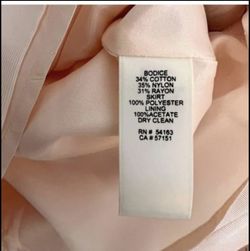 BODICE
34% COTTON
35% NYLON
31% RAYON
SKIRT
100% POLYESTER
LINING
100%ACETATE
DRY CLEAN
RN # 54163
CA # 57151